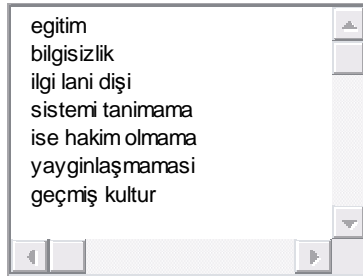 egitim
bilgisizlik
ilgi lani dişi
sistemi tanimama
ise hakim olmama
yayginlaşmamasi
geçmiş kultur